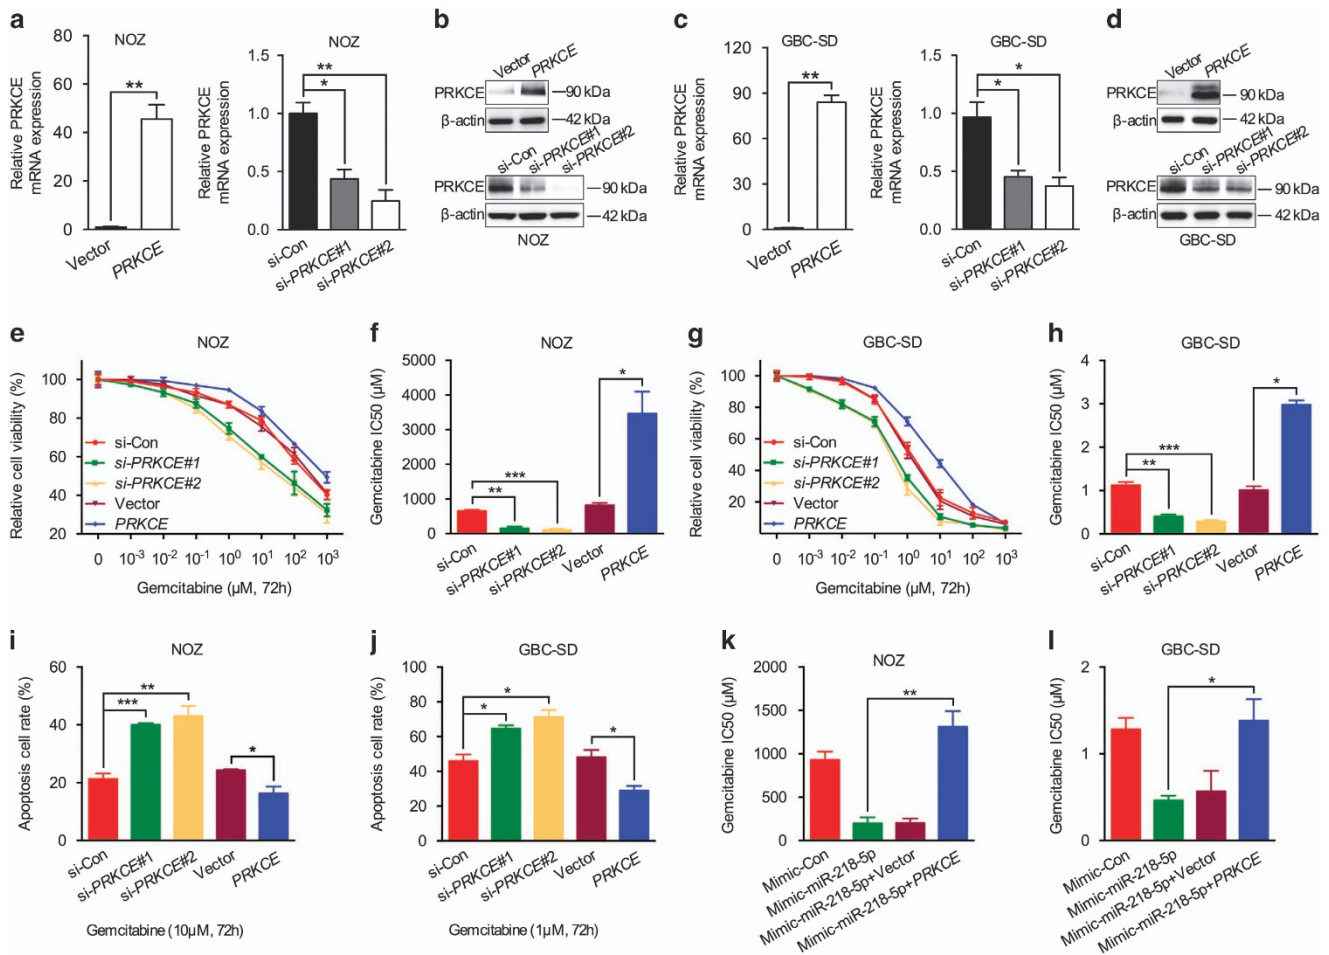 a
NOZ
Relative PRKCE
mRNA expression
80
60
40
20
0
**
Vector
PRKCE
NOZ
Relative PRKCE
mRNA expression
1.5
1.0
0.5
0.0
**
*
si-Con
si-PRKCE#1
si-PRKCE#2
b
Vector
PRKCE
PRKCE
90 kDa
β-actin
42 kDa
si-Con
si-PRKCE#1
si-PRKCE#2
PRKCE
90 kDa
β-actin
42 kDa
NOZ
c
GBC-SD
Relative PRKCE
mRNA expression
120
90
60
30
0
**
Vector
PRKCE
GBC-SD
Relative PRKCE
mRNA expression
1.5
1.0
0.5
0.0
*
*
si-Con
si-PRKCE#1
si-PRKCE#2
d
Vector
PRKCE
PRKCE
90 kDa
β-actin
42 kDa
si-Con
si-PRKCE#1
si-PRKCE#2
PRKCE
90 kDa
β-actin
42 kDa
GBC-SD
e
NOZ
Relative cell viability (%)
100
80
60
40
20
si-Con
si-PRKCE#1
si-PRKCE#2
Vector
PRKCE
0 10⁻³ 10⁻² 10⁻¹ 10⁰ 10¹ 10² 10³
Gemcitabine (µM, 72h)
f
NOZ
Gemcitabine IC50 (µM)
5000
4000
3000
2000
1000
0
*
***
**
si-Con
si-PRKCE#1
si-PRKCE#2
Vector
PRKCE
g
GBC-SD
Relative cell viability (%)
100
80
60
40
20
si-Con
si-PRKCE#1
si-PRKCE#2
Vector
PRKCE
0 10⁻³ 10⁻² 10⁻¹ 10⁰ 10¹ 10² 10³
Gemcitabine (µM, 72h)
h
GBC-SD
Gemcitabine IC50 (µM)
4
3
2
1
0
*
***
**
si-Con
si-PRKCE#1
si-PRKCE#2
Vector
PRKCE
i
NOZ
Apoptosis cell rate (%)
60
40
20
0
**
***
*
si-Con
si-PRKCE#1
si-PRKCE#2
Vector
PRKCE
Gemcitabine (10µM, 72h)
j
GBC-SD
Apoptosis cell rate (%)
100
80
60
40
20
0
*
*
*
si-Con
si-PRKCE#1
si-PRKCE#2
Vector
PRKCE
Gemcitabine (1µM, 72h)
k
NOZ
Gemcitabine IC50 (µM)
2000
1500
1000
500
0
**
Mimic-Con
Mimic-miR-218-5p
Mimic-miR-218-5p+Vector
Mimic-miR-218-5p+PRKCE
l
GBC-SD
Gemcitabine IC50 (µM)
2
1
0
*
Mimic-Con
Mimic-miR-218-5p
Mimic-miR-218-5p+Vector
Mimic-miR-218-5p+PRKCE